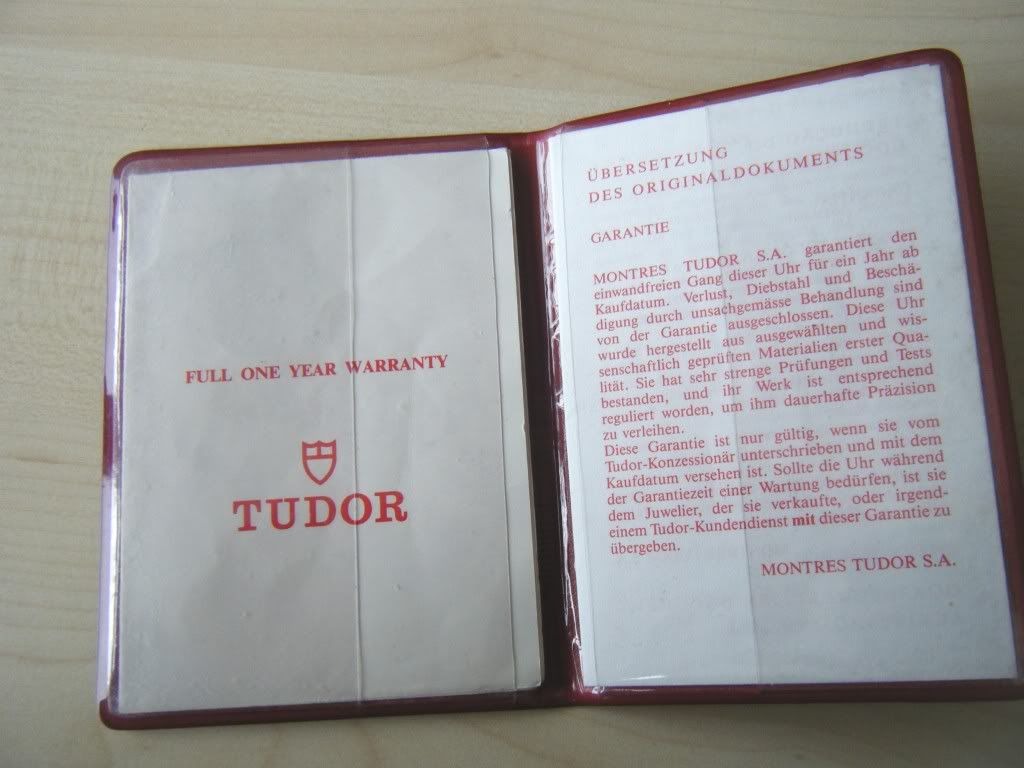 FULL ONE YEAR WARRANTY
TUDOR
ÜBERSETZUNG
DES ORIGINALDOKUMENTS
GARANTIE
MONTRES TUDOR S.A. garantiert den
einwandfreien Gang dieser Uhr für ein Jahr ab
Kaufdatum. Verlust, Diebstahl und Beschä-
digung durch unsachgemässe Behandlung sind
von der Garantie ausgeschlossen. Diese Uhr
wurde hergestellt aus ausgewählten und wis-
senschaftlich geprüften Materialien erster Qua-
lität. Sie hat sehr strenge Prüfungen und Tests
bestanden, und ihr Werk ist entsprechend
reguliert worden, um ihm dauerhafte Präzision
zu verleihen.
Diese Garantie ist nur gültig, wenn sie vom
Tudor-Konzessionär unterschrieben und mit dem
Kaufdatum versehen ist. Sollte die Uhr während
der Garantiezeit einer Wartung bedürfen, ist sie
dem Juwelier, der sie verkaufte, oder irgend-
einem Tudor-Kundendienst mit dieser Garantie zu
übergeben.
MONTRES TUDOR S.A.